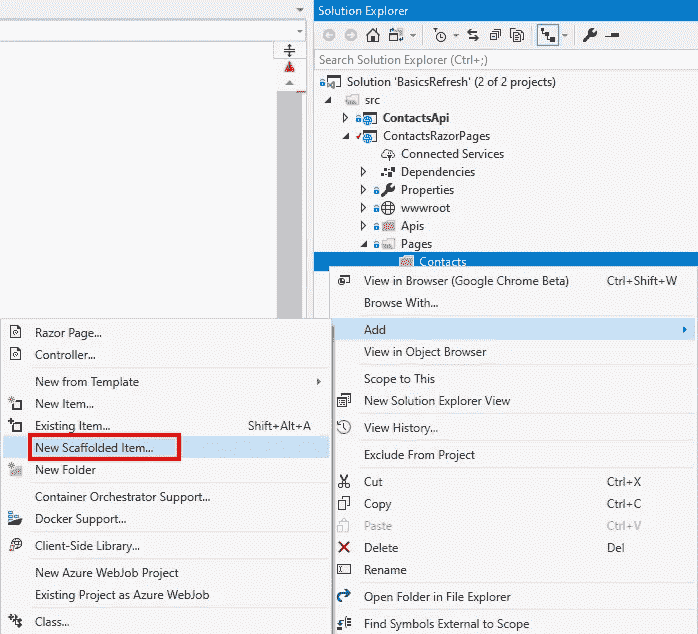 Solution Explorer
Search Solution Explorer (Ctrl+;)
Solution 'BasicsRefresh' (2 of 2 projects)
src
ContactsApi
ContactsRazorPages
Connected Services
Dependencies
Properties
wwwroot
Apis
Pages
Contacts
View in Browser (Google Chrome Beta) Ctrl+Shift+W
Browse With...
Add
View in Object Browser
Scope to This
New Solution Explorer View
View History...
Exclude From Project
Cut Ctrl+X
Copy Ctrl+C
Paste Ctrl+V
Delete Del
Rename
Open Folder in File Explorer
Find Symbols External to Scope
Razor Page...
Controller...
New from Template
New Item...
Existing Item... Shift+Alt+A
New Scaffolded Item...
New Folder
Container Orchestrator Support...
Docker Support...
Client-Side Library...
New Azure WebJob Project
Existing Project as Azure WebJob
Class...